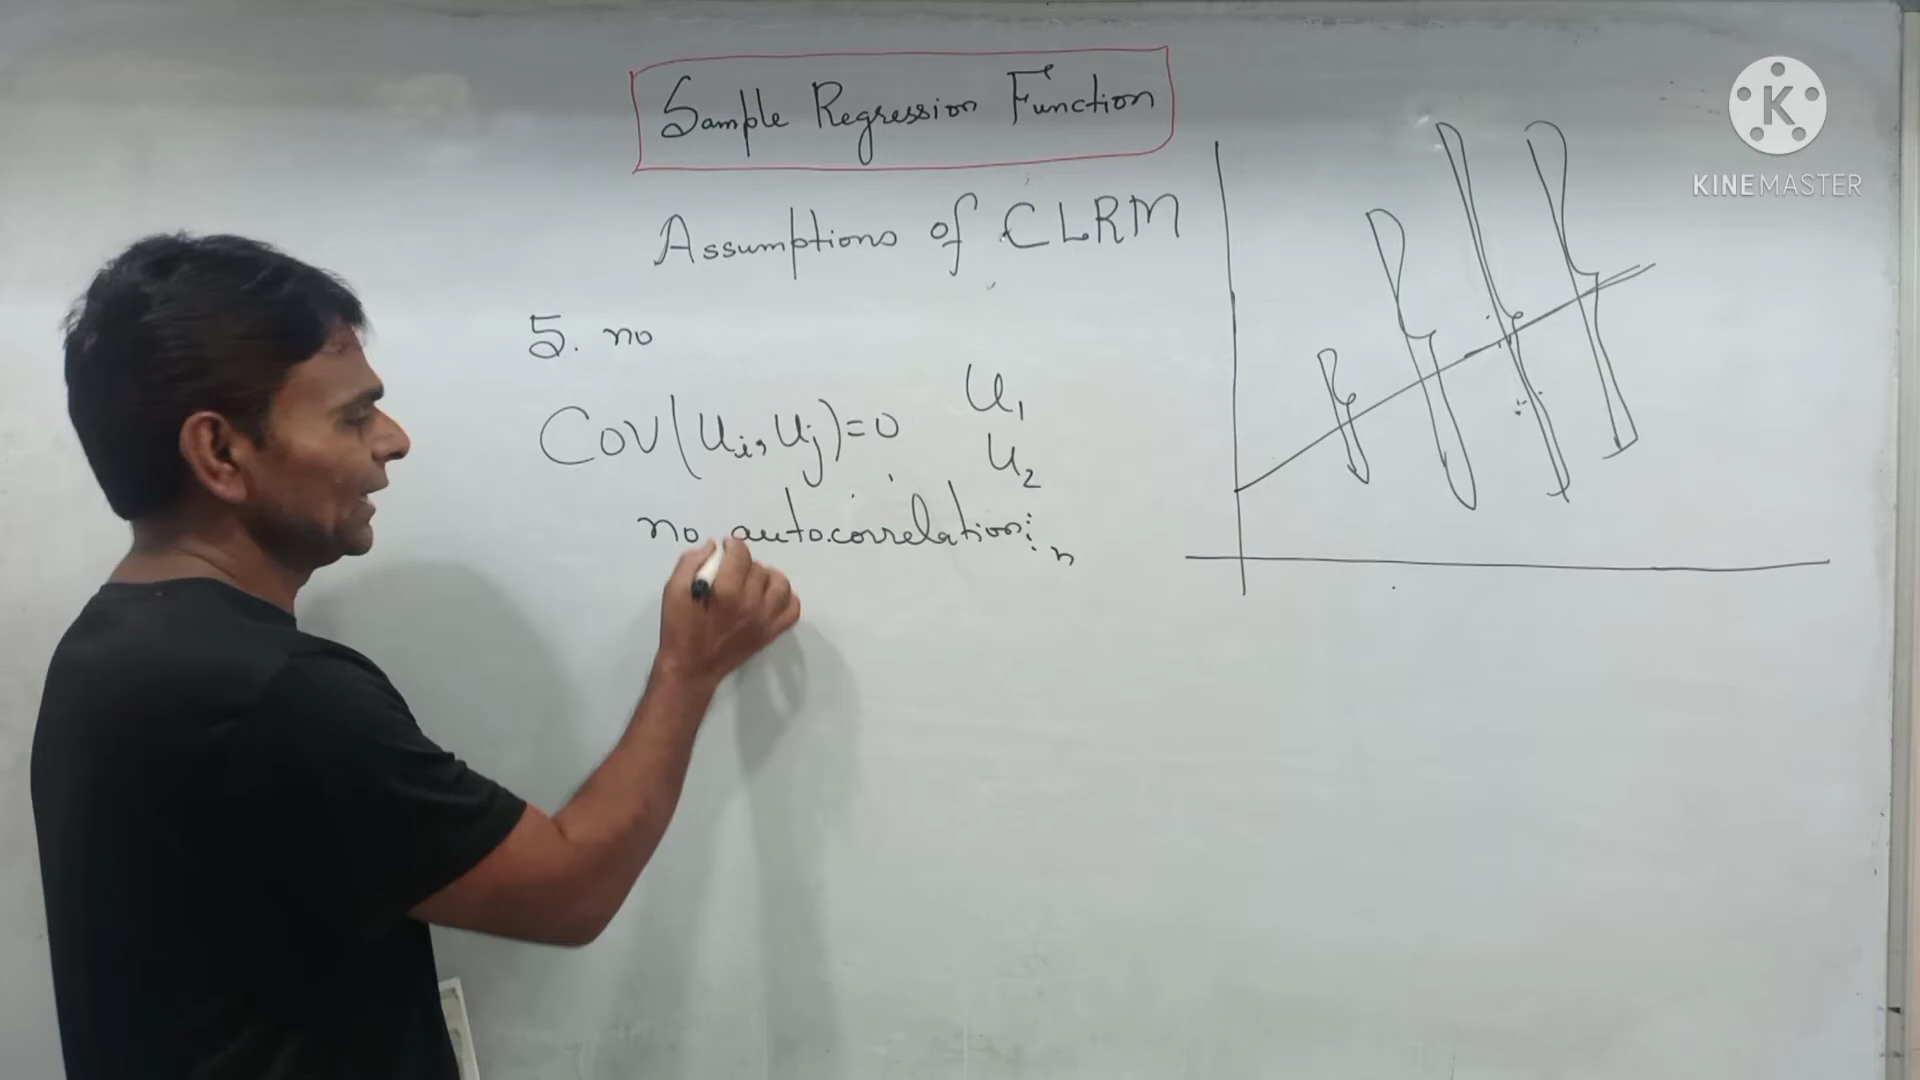 Sample Regression Function
Assumptions of CLRM
5. no
Cov(ui, uj)=0
u1
u2
no autocorrelation
n
K
KINEMASTER